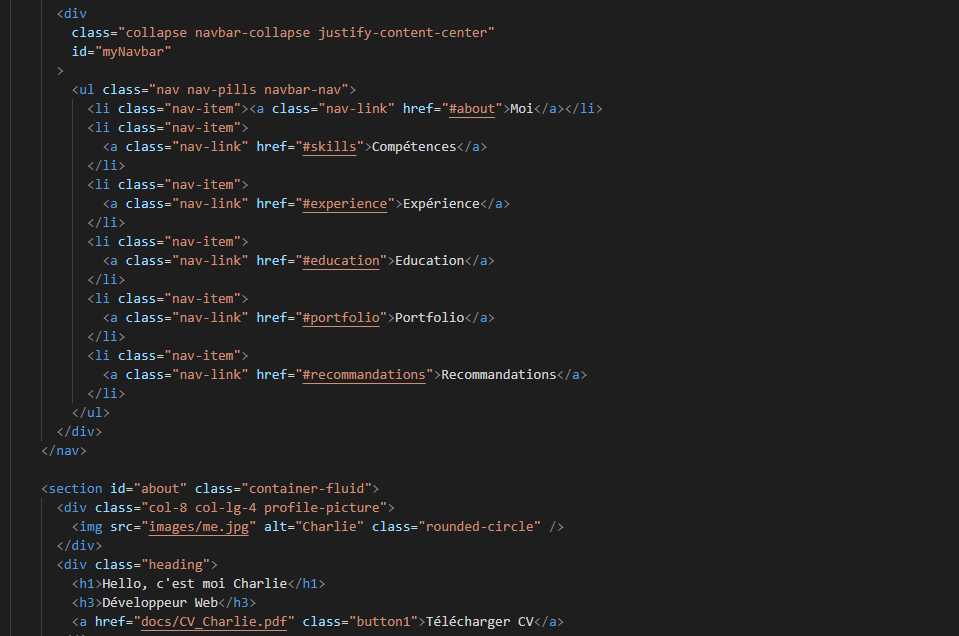 <div
class="collapse navbar-collapse justify-content-center"
id="myNavbar"
>
<ul class="nav nav-pills navbar-nav">
<li class="nav-item"><a class="nav-link" href="#about">Moi</a></li>
<li class="nav-item">
<a class="nav-link" href="#skills">Compétences</a>
</li>
<li class="nav-item">
<a class="nav-link" href="#experience">Expérience</a>
</li>
<li class="nav-item">
<a class="nav-link" href="#education">Education</a>
</li>
<li class="nav-item">
<a class="nav-link" href="#portfolio">Portfolio</a>
</li>
<li class="nav-item">
<a class="nav-link" href="#recommandations">Recommandations</a>
</li>
</ul>
</div>
</nav>
<section id="about" class="container-fluid">
<div class="col-8 col-lg-4 profile-picture">
<img src="images/me.jpg" alt="Charlie" class="rounded-circle" />
</div>
<div class="heading">
<h1>Hello, c'est moi Charlie</h1>
<h3>Développeur Web</h3>
<a href="docs/CV_Charlie.pdf" class="button1">Télécharger CV</a>